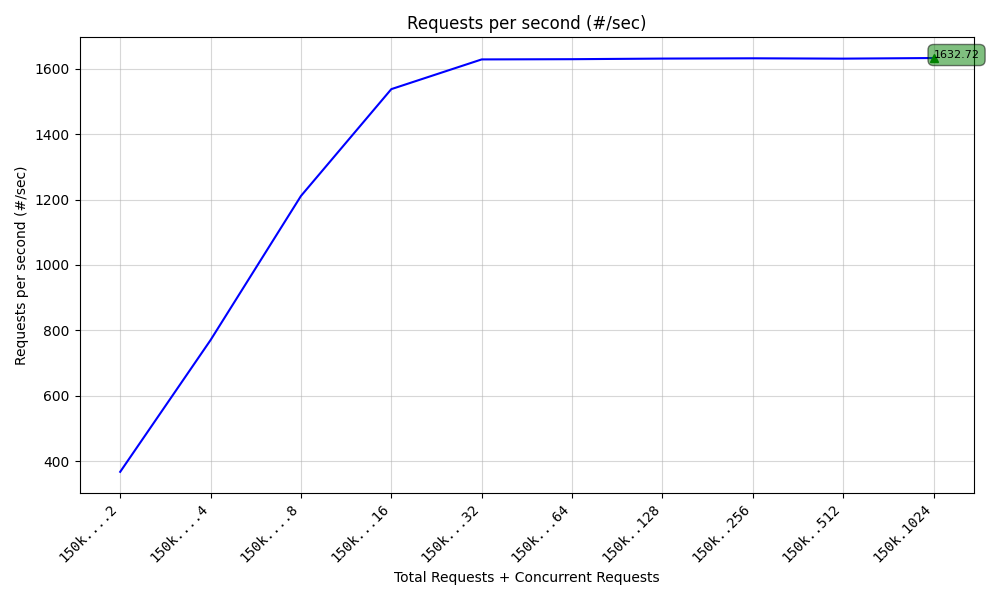 Requests per second (#/sec)
1632.72
1600
1400
1200
1000
800
600
400
Requests per second (#/sec)
150k....2
150k....4
150k....8
150k...16
150k...32
150k...64
150k..128
150k..256
150k..512
150k.1024
Total Requests + Concurrent Requests